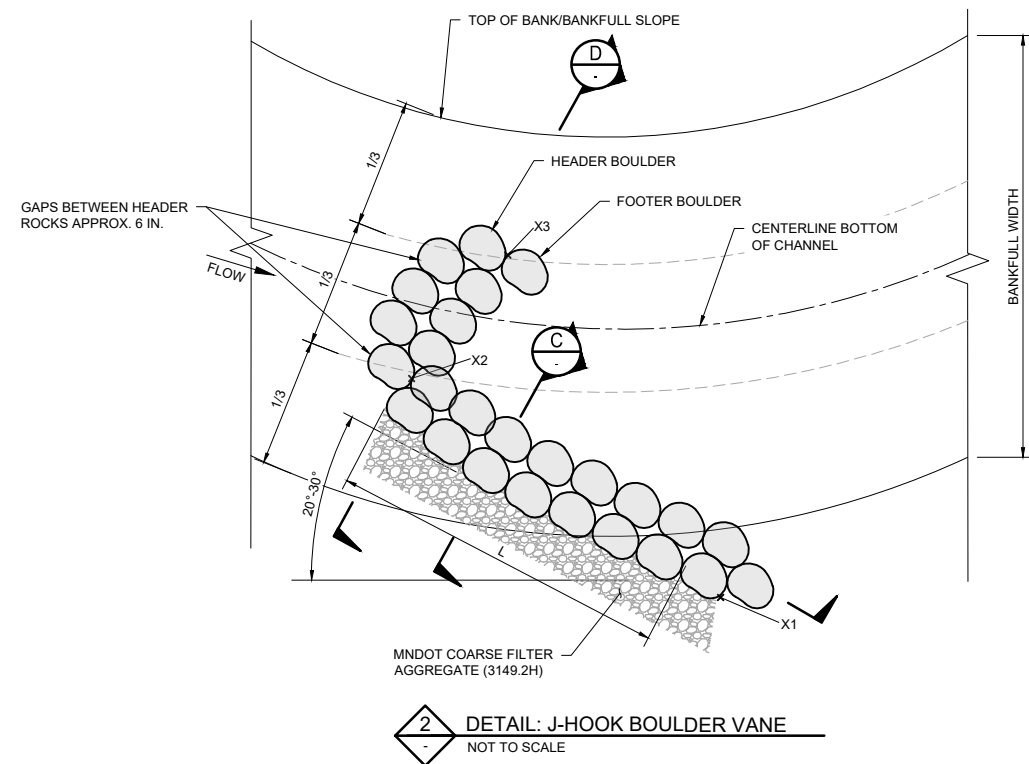 TOP OF BANK/BANKFULL SLOPE
D
-
1/3
HEADER BOULDER
FOOTER BOULDER
GAPS BETWEEN HEADER
ROCKS APPROX. 6 IN.
X3
CENTERLINE BOTTOM
OF CHANNEL
BANKFULL WIDTH
FLOW
1/3
C
-
X2
1/3
20°-30°
L
X1
MNDOT COARSE FILTER
AGGREGATE (3149.2H)
2
-
DETAIL: J-HOOK BOULDER VANE
NOT TO SCALE